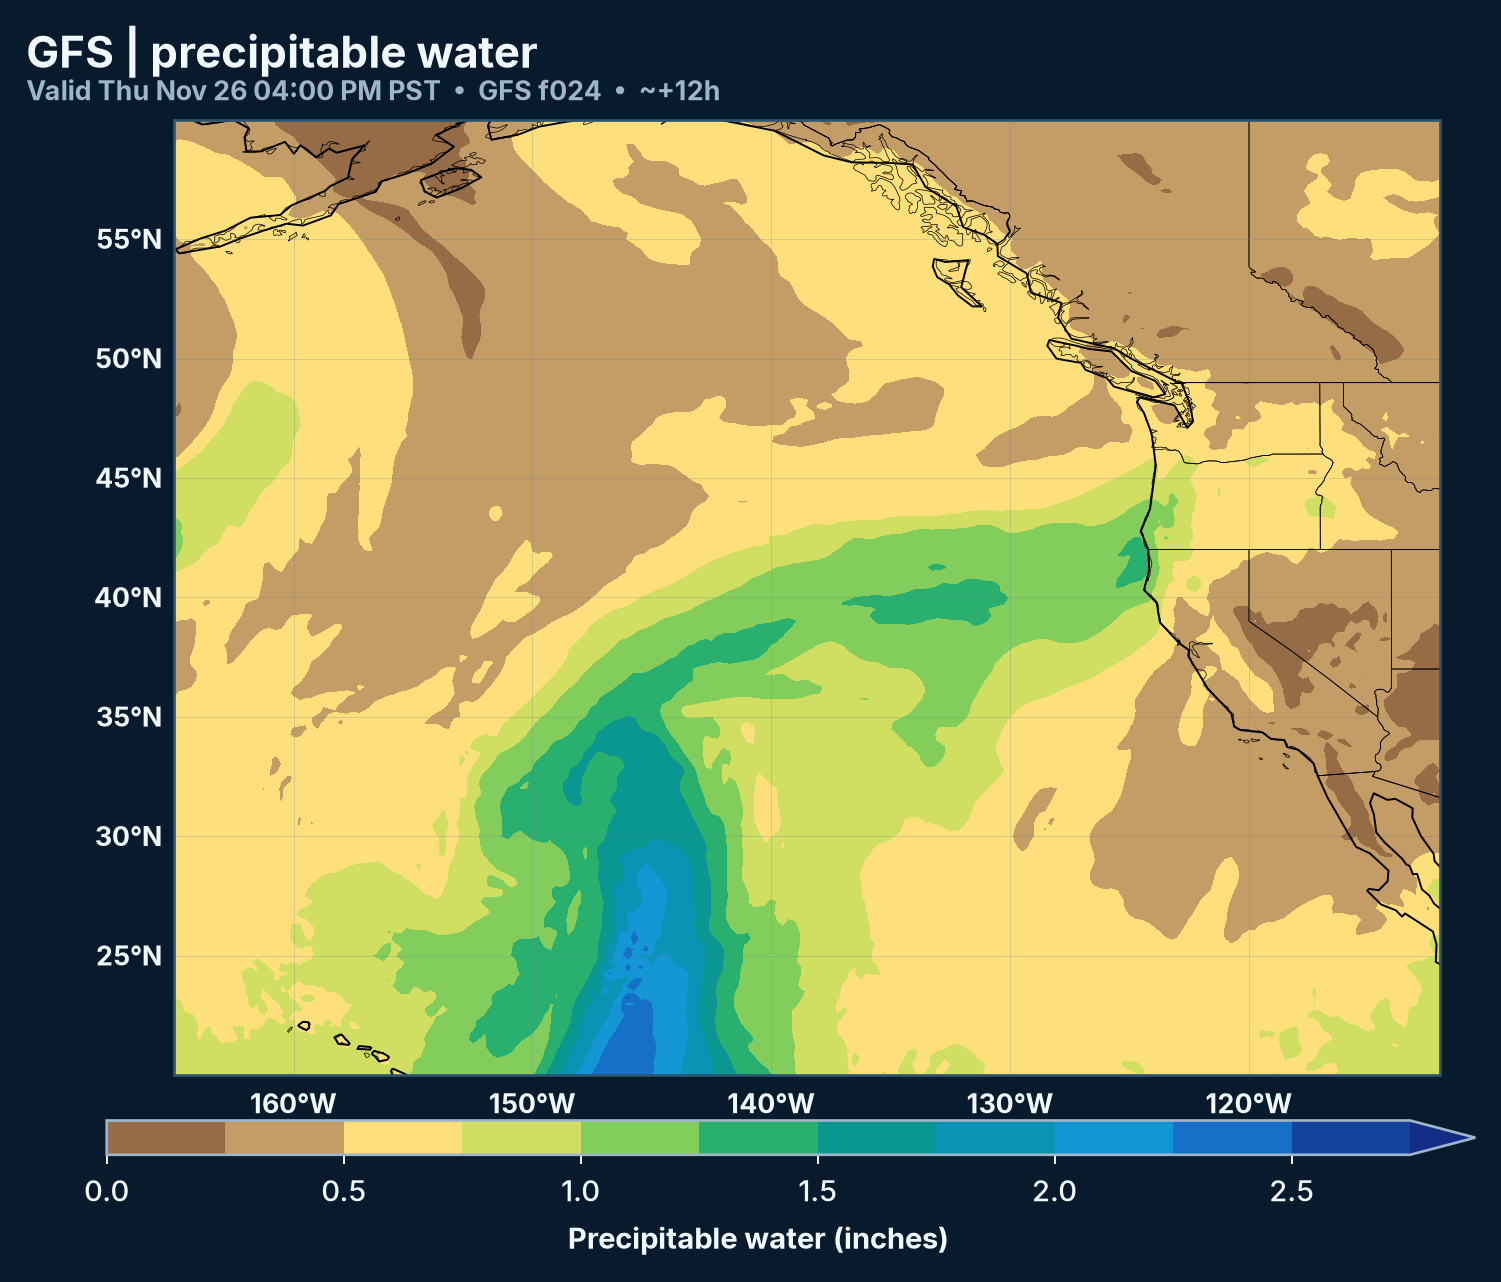 GFS | precipitable water
Valid Thu Nov 26 04:00 PM PST • GFS f024 • ~+12h
55°N
50°N
45°N
40°N
35°N
30°N
25°N
160°W 150°W 140°W 130°W 120°W
0.0 0.5 1.0 1.5 2.0 2.5
Precipitable water (inches)